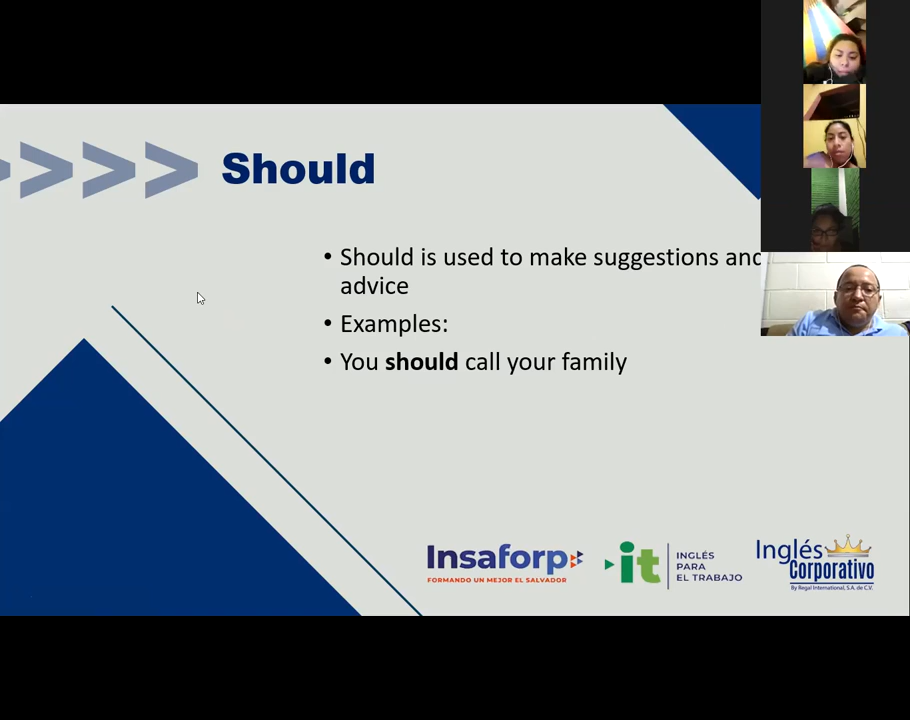 >>>> Should
• Should is used to make suggestions and
advice
• Examples:
• You should call your family
Insaforp
FORMANDO UN MEJOR EL SALVADOR
it
INGLÉS
PARA
EL TRABAJO
Inglés
Corporativo
By Regal International, S.A. de C.V.